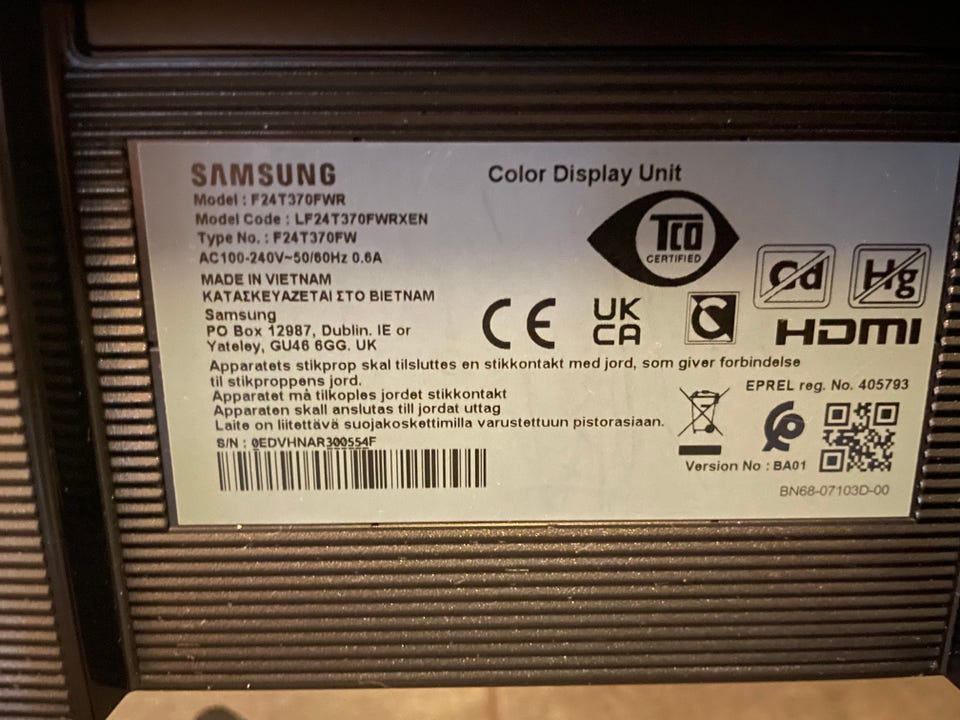 SAMSUNG
Color Display Unit
Model : F24T370FWR
Model Code : LF24T370FWRXEN
Type No. : F24T370FW
AC100-240V~50/60Hz 0.6A
MADE IN VIETNAM
ΚΑΤΑΣΚΕΥΑΖΕΤΑΙ ΣΤΟ ΒΙΕΤΝΑΜ
Samsung
PO Box 12987, Dublin. IE or
Yateley, GU46 6GG. UK
TCO
CERTIFIED
Cd
Hg
CE
UK
CA
HDMI
Apparatets stikprop skal tilsluttes en stikkontakt med jord, som giver forbindelse
til stikproppens jord.
Apparatet må tilkoples jordet stikkontakt
Apparaten skall anslutas till jordat uttag
Laite on liitettävä suojakoskettimilla varustettuun pistorasiaan.
S/N : 0EDVHNAR300554F
EPREL reg. No. 405793
Version No : BA01
BN68-07103D-00